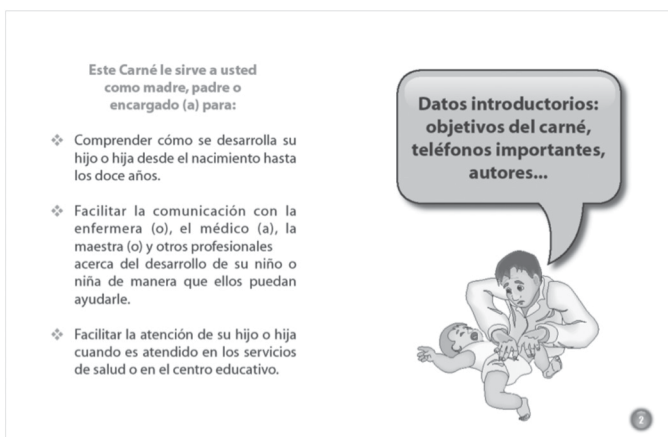 Este Carné le sirve a usted
como madre, padre o
encargado (a) para:
Comprender cómo se desarrolla su
hijo o hija desde el nacimiento hasta
los doce años.
Facilitar la comunicación con la
enfermera (o), el médico (a), la
maestra (o) y otros profesionales
acerca del desarrollo de su niño o
niña de manera que ellos puedan
ayudarle.
Facilitar la atención de su hijo o hija
cuando es atendido en los servicios
de salud o en el centro educativo.
Datos introductorios:
objetivos del carné,
teléfonos importantes,
autores...
2